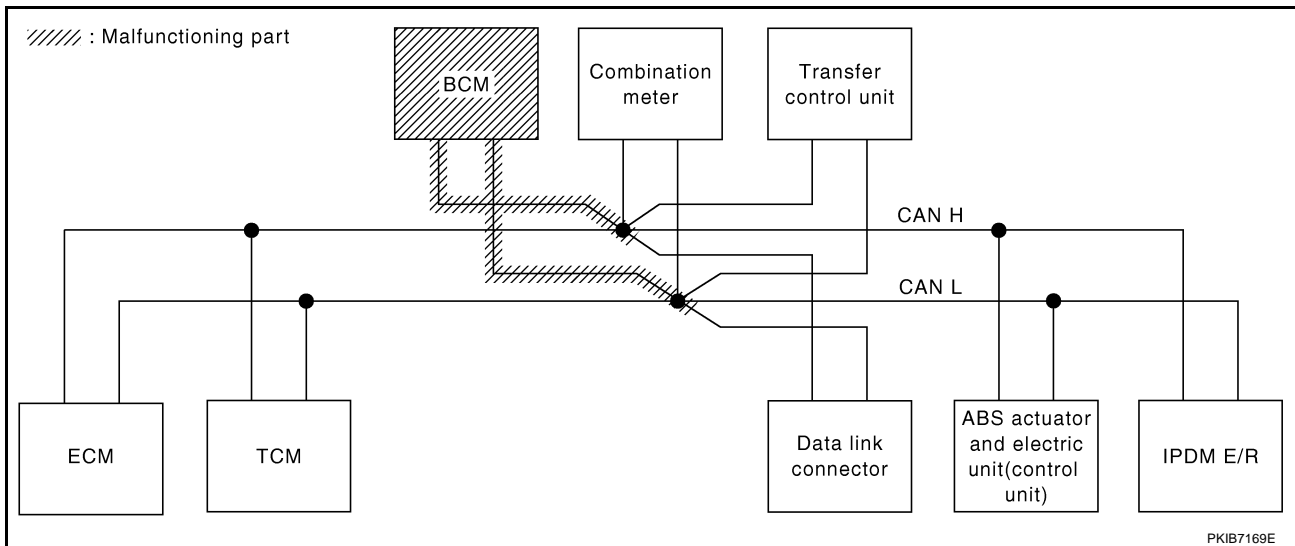 : Malfunctioning part
BCM
Combination
meter
Transfer
control unit
CAN H
CAN L
ECM
TCM
Data link
connector
ABS actuator
and electric
unit(control
unit)
IPDM E/R
PKIB7169E